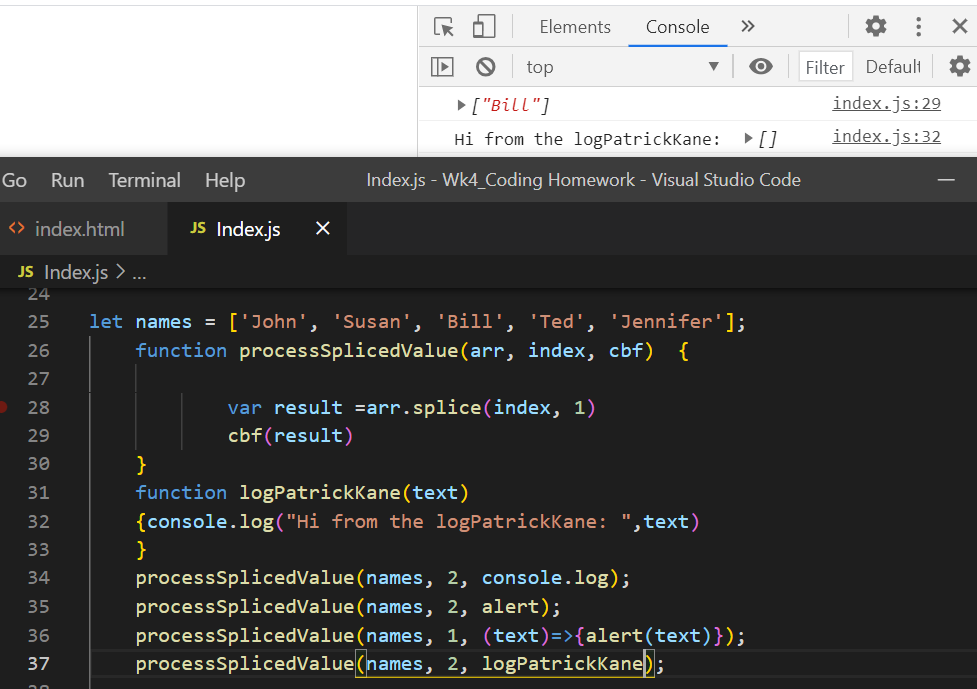 Elements Console »
top ▼ Filter Default
▶["Bill"] index.js:29
Hi from the logPatrickKane: ▶[] index.js:32
Go Run Terminal Help Index.js - Wk4_Coding Homework - Visual Studio Code
<> index.html JS Index.js ×
JS Index.js > ...
24
25 let names = ['John', 'Susan', 'Bill', 'Ted', 'Jennifer'];
26 function processSplicedValue(arr, index, cbf) {
27
28 var result =arr.splice(index, 1)
29 cbf(result)
30 }
31 function logPatrickKane(text)
32 {console.log("Hi from the logPatrickKane: ",text)
33 }
34 processSplicedValue(names, 2, console.log);
35 processSplicedValue(names, 2, alert);
36 processSplicedValue(names, 1, (text)=>{alert(text)});
37 processSplicedValue(names, 2, logPatrickKane);